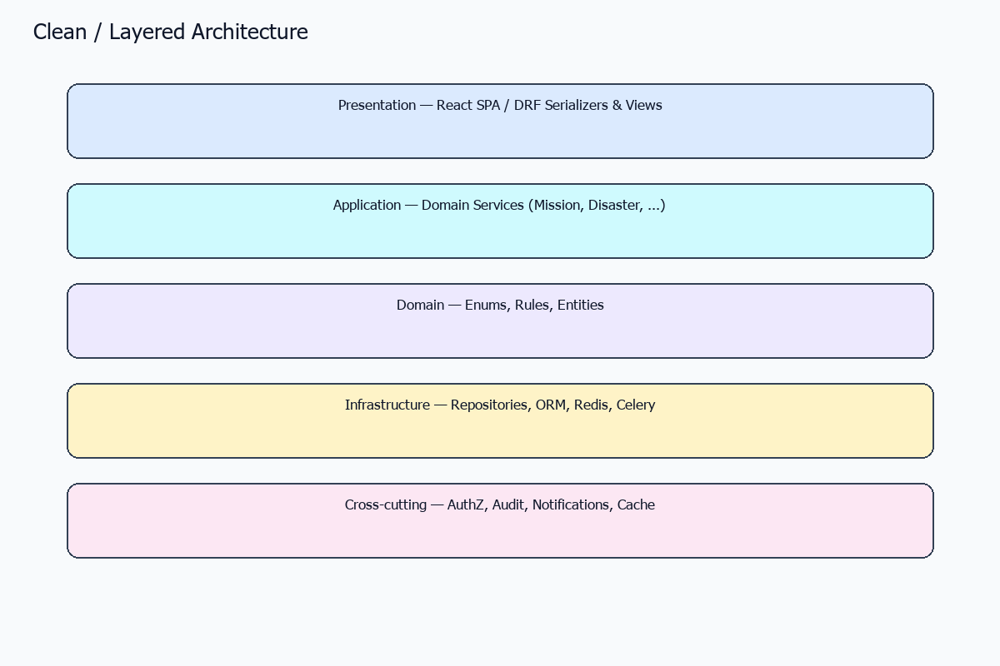 Clean / Layered Architecture
Presentation — React SPA / DRF Serializers & Views
Application — Domain Services (Mission, Disaster, ...)
Domain — Enums, Rules, Entities
Infrastructure — Repositories, ORM, Redis, Celery
Cross-cutting — AuthZ, Audit, Notifications, Cache